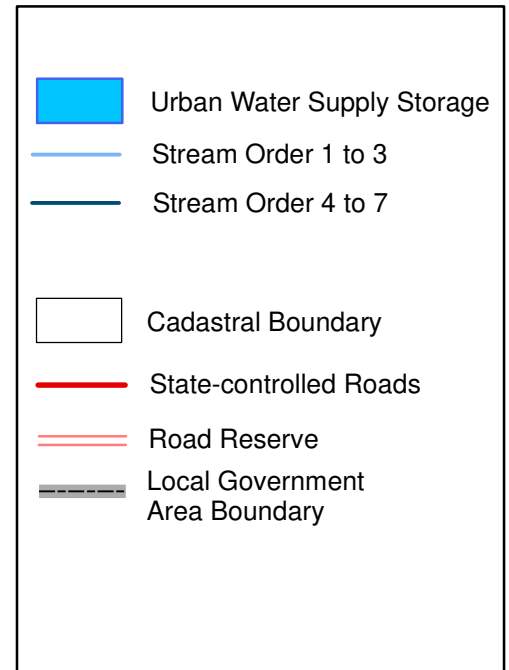 Urban Water Supply Storage
Stream Order 1 to 3
Stream Order 4 to 7
Cadastral Boundary
State-controlled Roads
Road Reserve
Local Government
Area Boundary